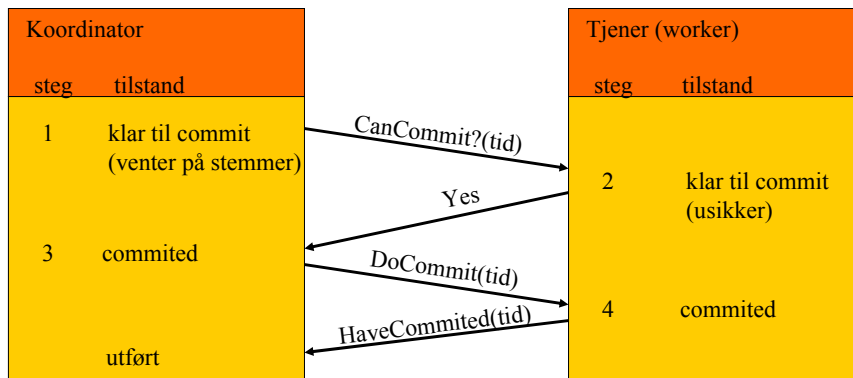 Koordinator
steg tilstand
1 klar til commit
(venter på stemmer)
3 commited
utført
CanCommit?(tid)
Yes
DoCommit(tid)
HaveCommited(tid)
Tjener (worker)
steg tilstand
2 klar til commit
(usikker)
4 commited